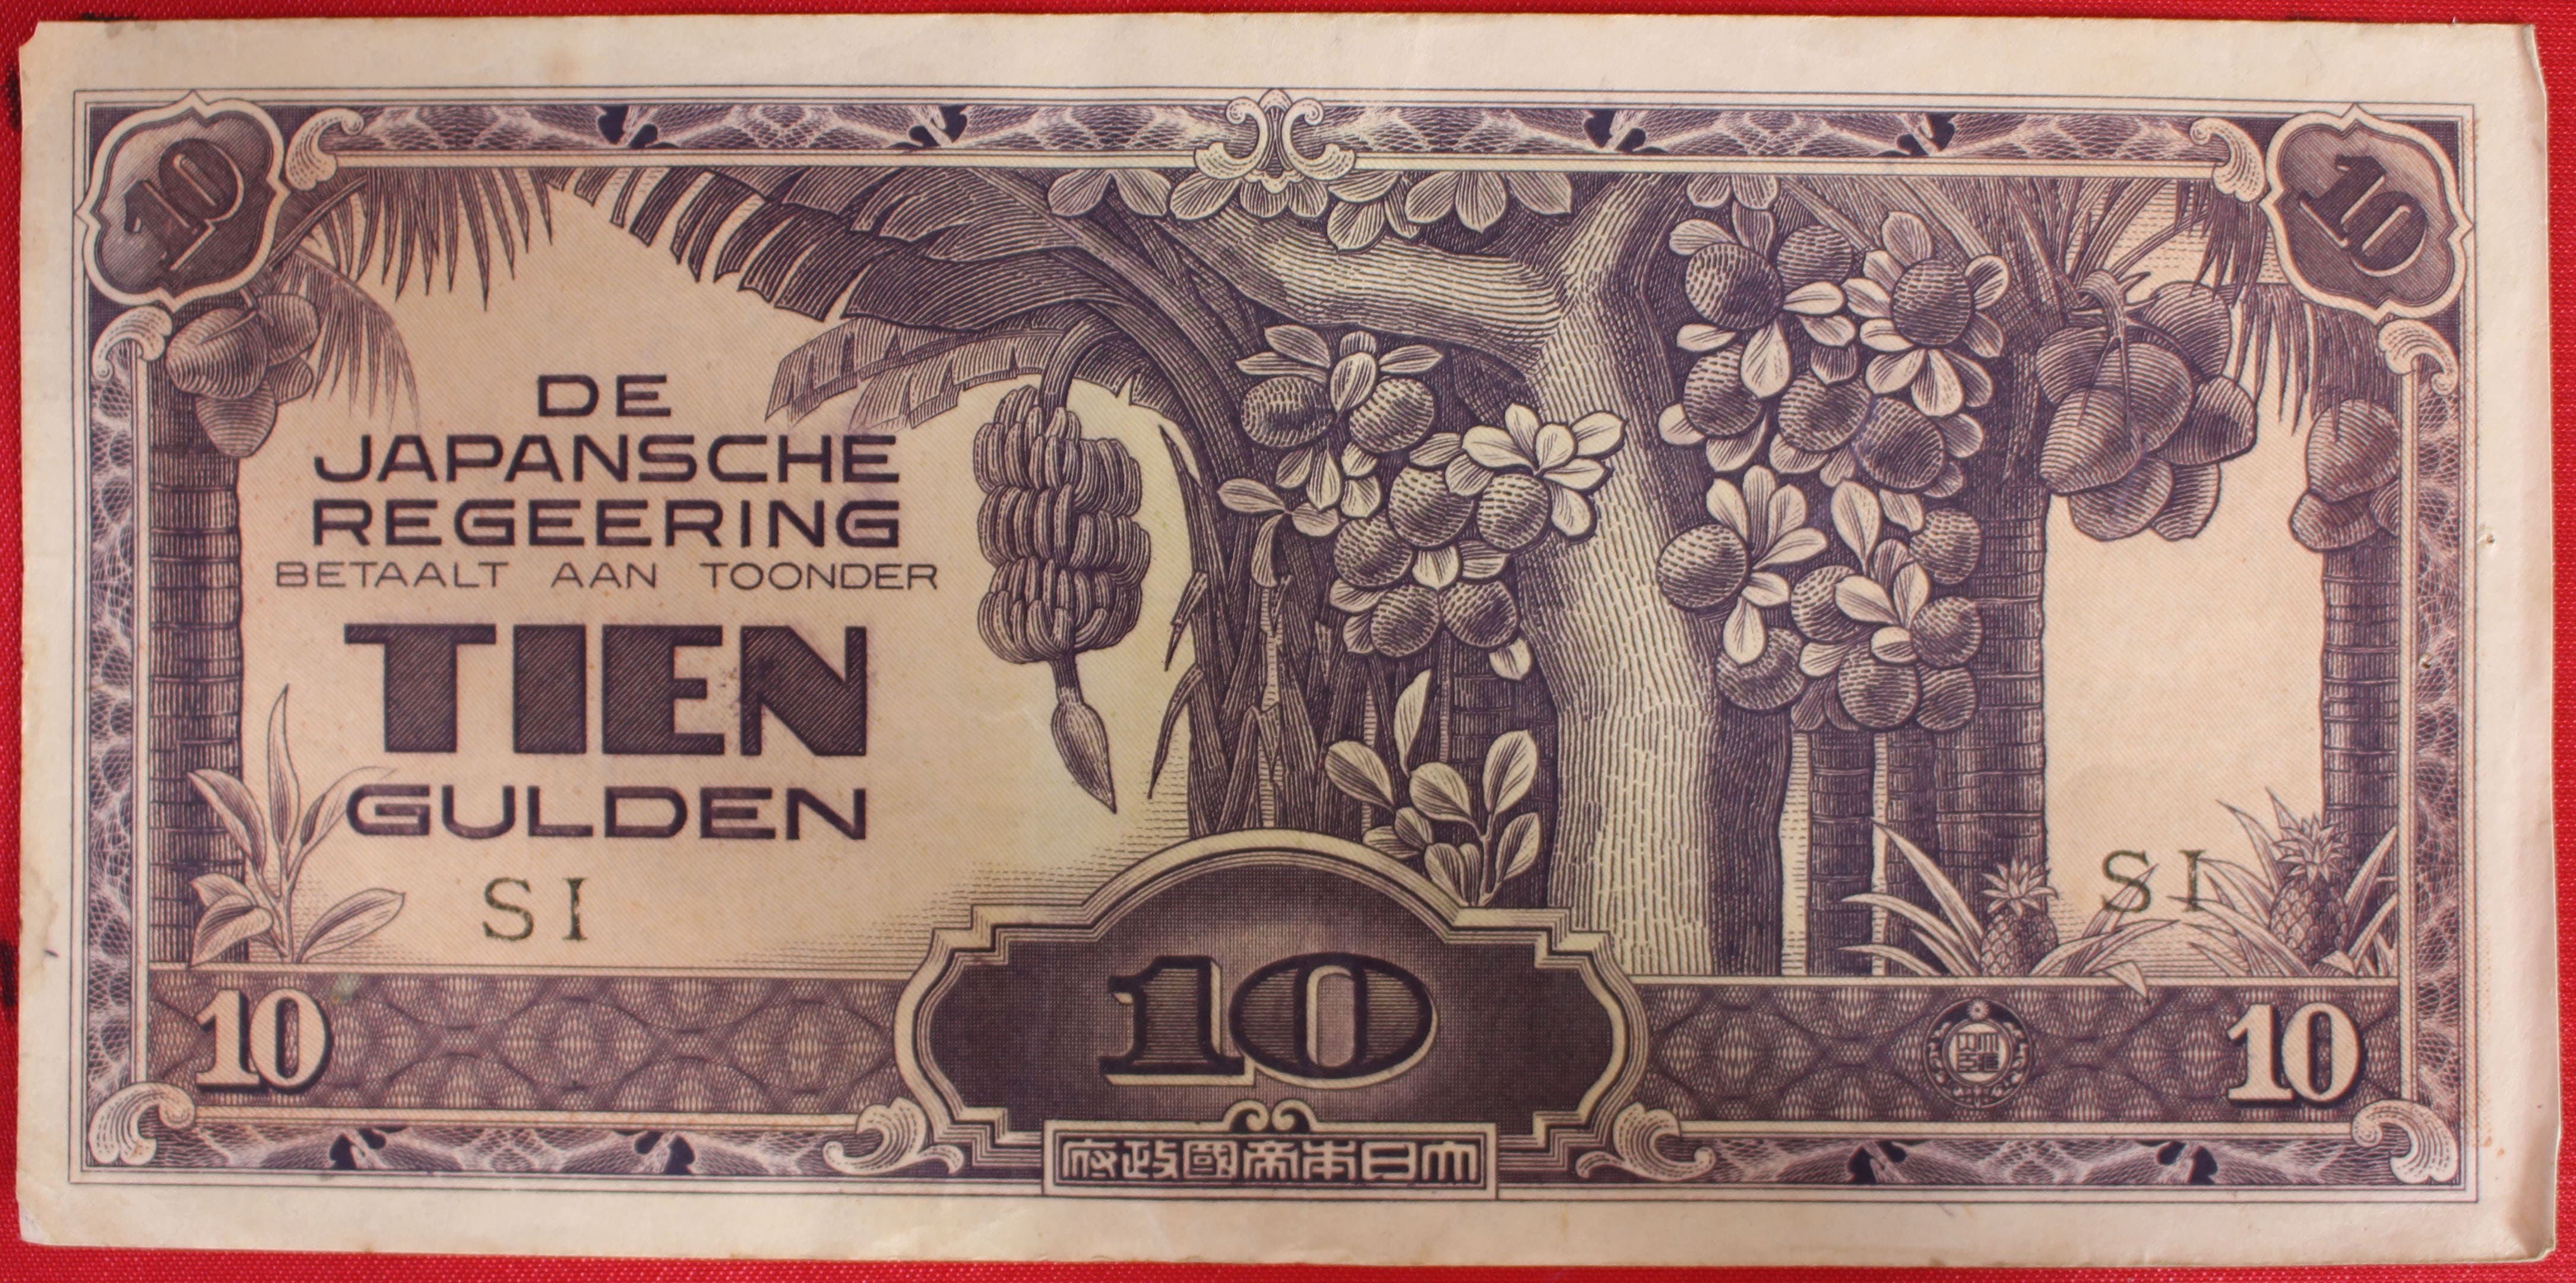 10 10
DE
JAPANSCHE
REGEERING
BETAALT AAN TOONDER
TIEN
GULDEN
SI SI
10 10 10
府政國帝本日大